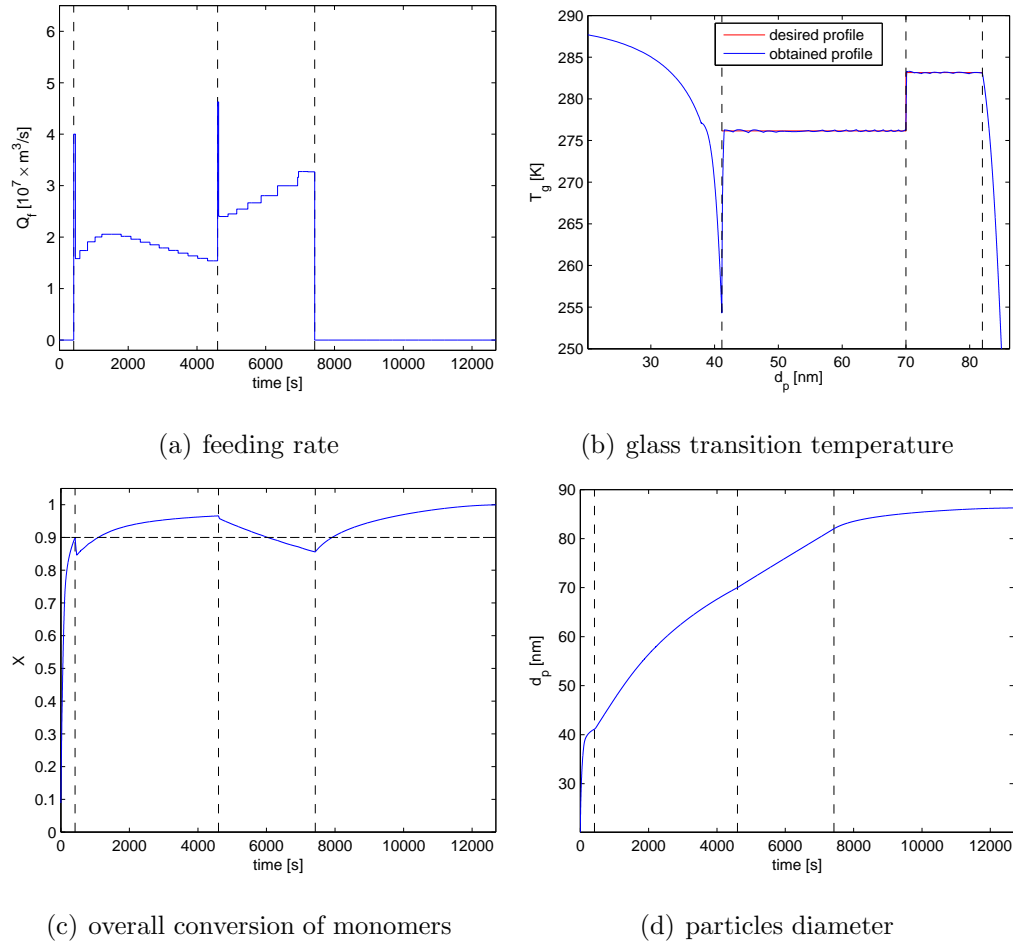 6
5
4
3
2
1
0
Q_f [10^7 × m^3/s]
0 2000 4000 6000 8000 10000 12000
time [s]
(a) feeding rate
desired profile
obtained profile
290
285
280
275
270
265
260
255
250
T_g [K]
30 40 50 60 70 80
d_p [nm]
(b) glass transition temperature
1
0.9
0.8
0.7
0.6
0.5
0.4
0.3
0.2
0.1
0
X
0 2000 4000 6000 8000 10000 12000
time [s]
(c) overall conversion of monomers
90
80
70
60
50
40
30
d_p [nm]
0 2000 4000 6000 8000 10000 12000
time [s]
(d) particles diameter